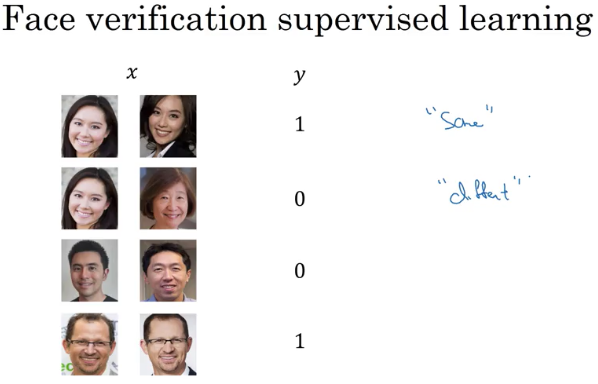 Face verification supervised learning
x y
1 "Same"
0 "different"
0
1